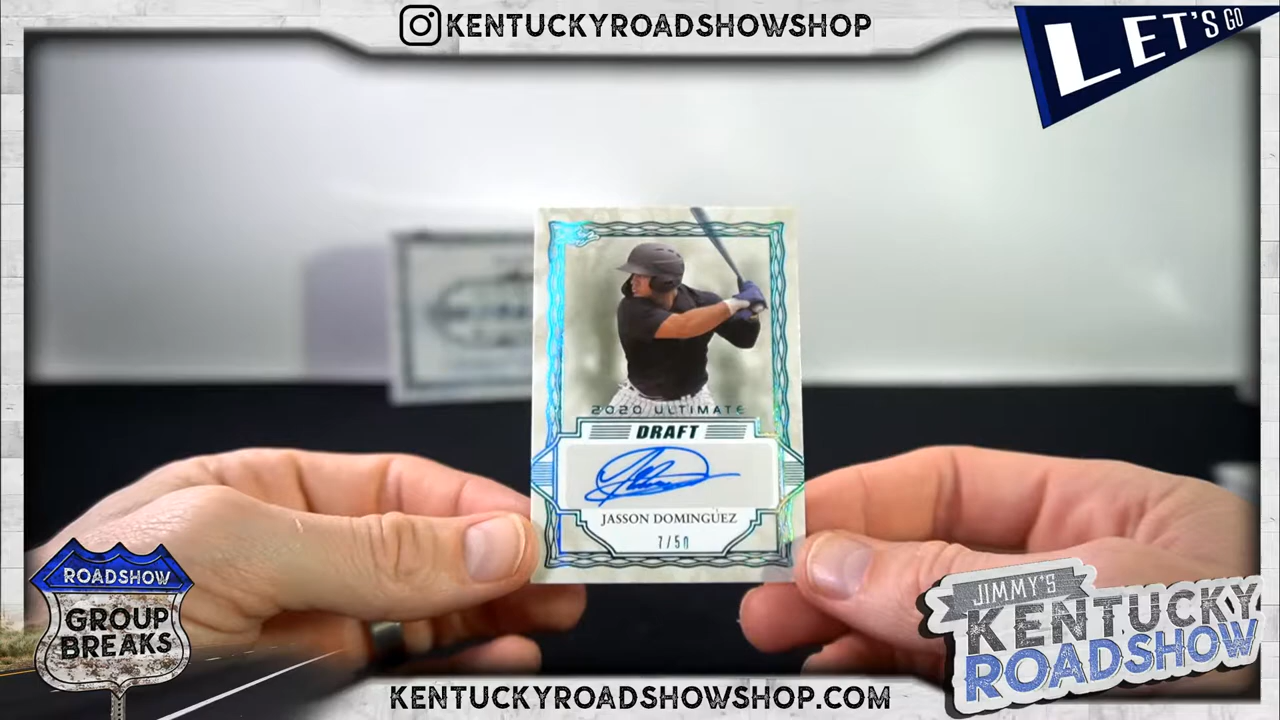 KENTUCKYROADSHOWSHOP
LET'S GO
2020 ULTIMATE
DRAFT
JASSON DOMINGUEZ
7/50
ROADSHOW
GROUP
BREAKS
JIMMY'S
KENTUCKY
ROADSHOW
KENTUCKYROADSHOWSHOP.COM